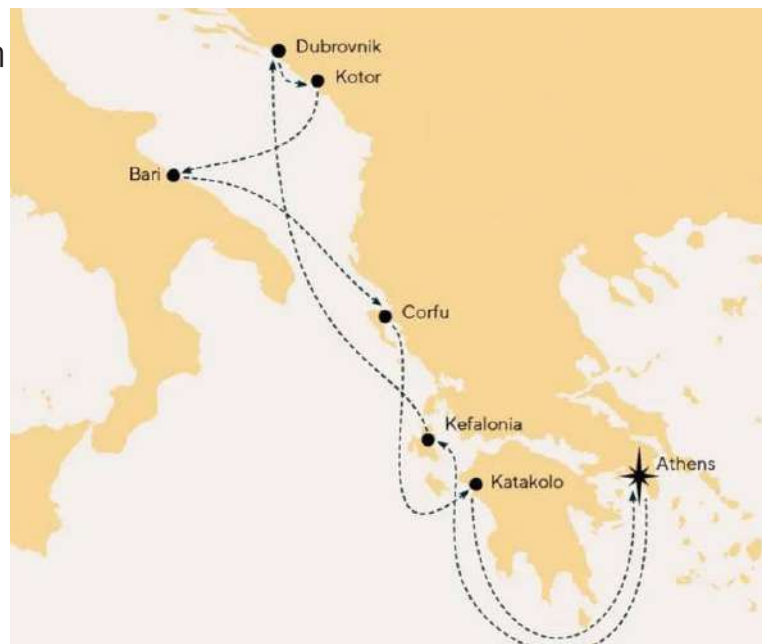 Dubrovnik
Kotor
Bari
Corfu
Kefalonia
Athens
Katakolo